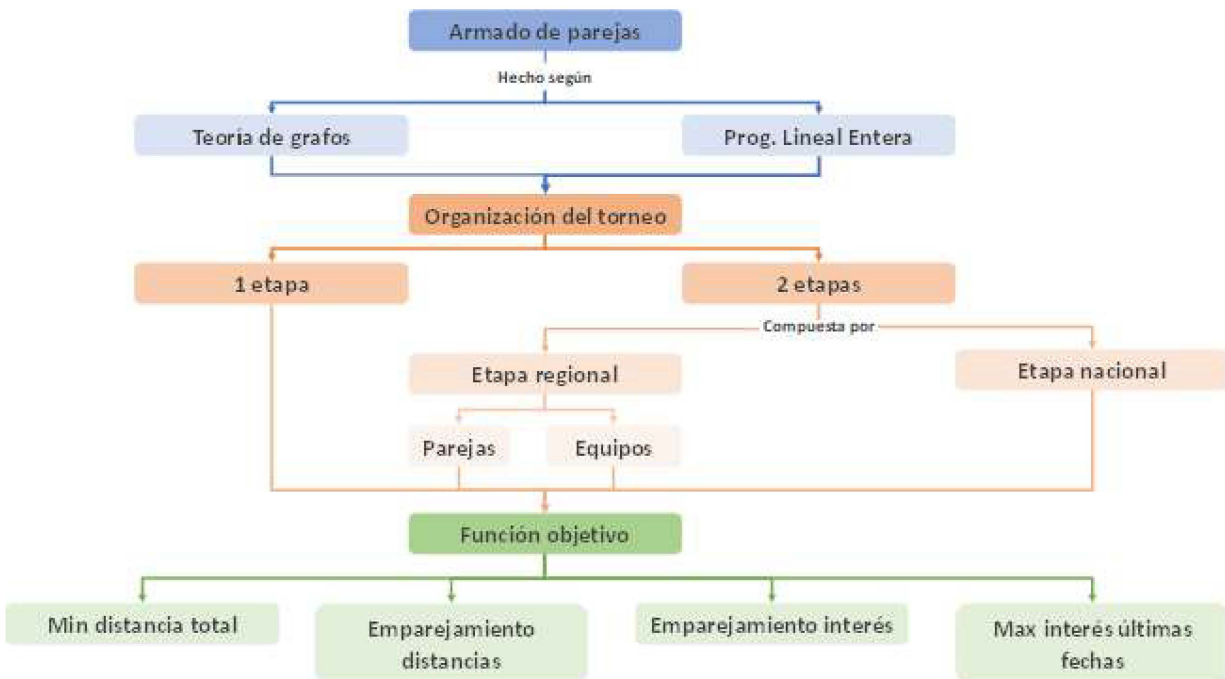 Armado de parejas
Hecho según
Teoría de grafos
Prog. Lineal Entera
Organización del torneo
1 etapa
2 etapas
Compuesta por
Etapa regional
Etapa nacional
Parejas
Equipos
Función objetivo
Min distancia total
Emparejamiento
distancias
Emparejamiento interés
Max interés últimas
fechas